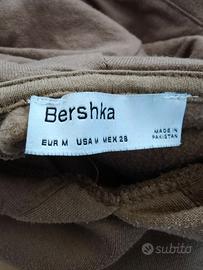 Bershka
MADE IN
PAKISTAN
EUR M USA M MEX 28
subito